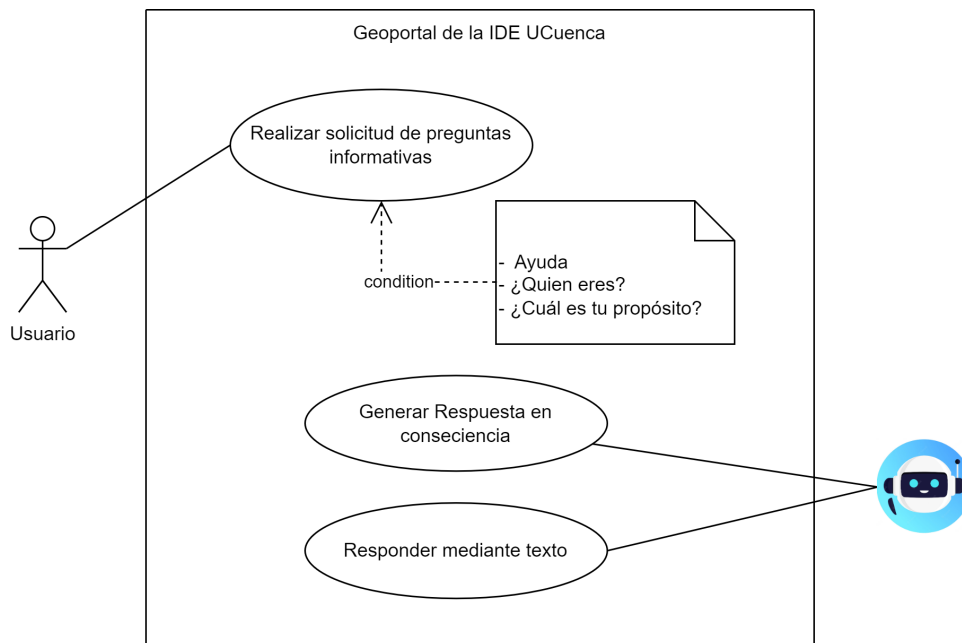 Geoportal de la IDE UCuenca
Realizar solicitud de preguntas
informativas
condition
- Ayuda
- ¿Quien eres?
- ¿Cuál es tu propósito?
Usuario
Generar Respuesta en
conseciencia
Responder mediante texto